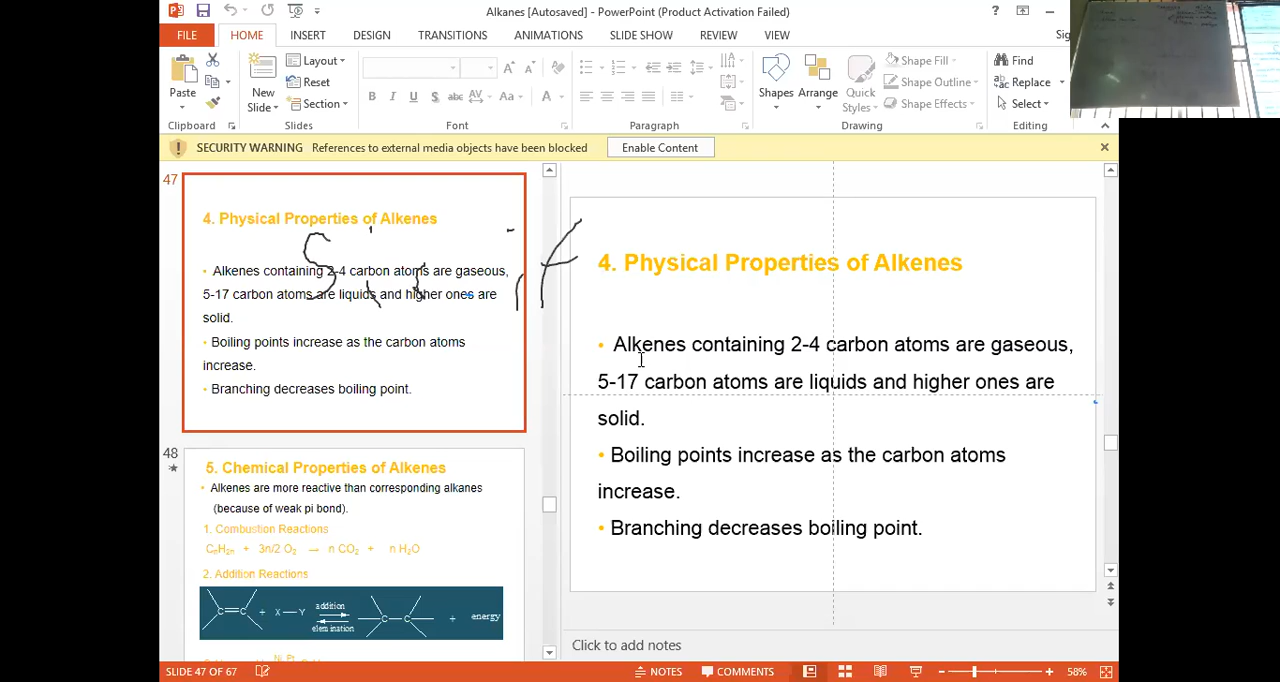 Alkanes [Autosaved] - PowerPoint (Product Activation Failed)
FILE HOME INSERT DESIGN TRANSITIONS ANIMATIONS SLIDE SHOW REVIEW VIEW
Paste
New Slide
Layout
Reset
Section
Shapes Arrange Quick Styles
Shape Fill
Shape Outline
Shape Effects
Find
Replace
Select
Clipboard Slides Font Paragraph Drawing Editing
SECURITY WARNING References to external media objects have been blocked Enable Content
47
4. Physical Properties of Alkenes
• Alkenes containing 2-4 carbon atoms are gaseous,
5-17 carbon atoms are liquids and higher ones are
solid.
• Boiling points increase as the carbon atoms
increase.
• Branching decreases boiling point.
48
5. Chemical Properties of Alkenes
• Alkenes are more reactive than corresponding alkanes
(because of weak pi bond).
1. Combustion Reactions
CnH2n + 3n/2 O2 → n CO2 + n H2O
2. Addition Reactions
C=C + X—Y addition elemination C—C + energy
4. Physical Properties of Alkenes
• Alkenes containing 2-4 carbon atoms are gaseous,
5-17 carbon atoms are liquids and higher ones are
solid.
• Boiling points increase as the carbon atoms
increase.
• Branching decreases boiling point.
Click to add notes
SLIDE 47 OF 67 NOTES COMMENTS 58%